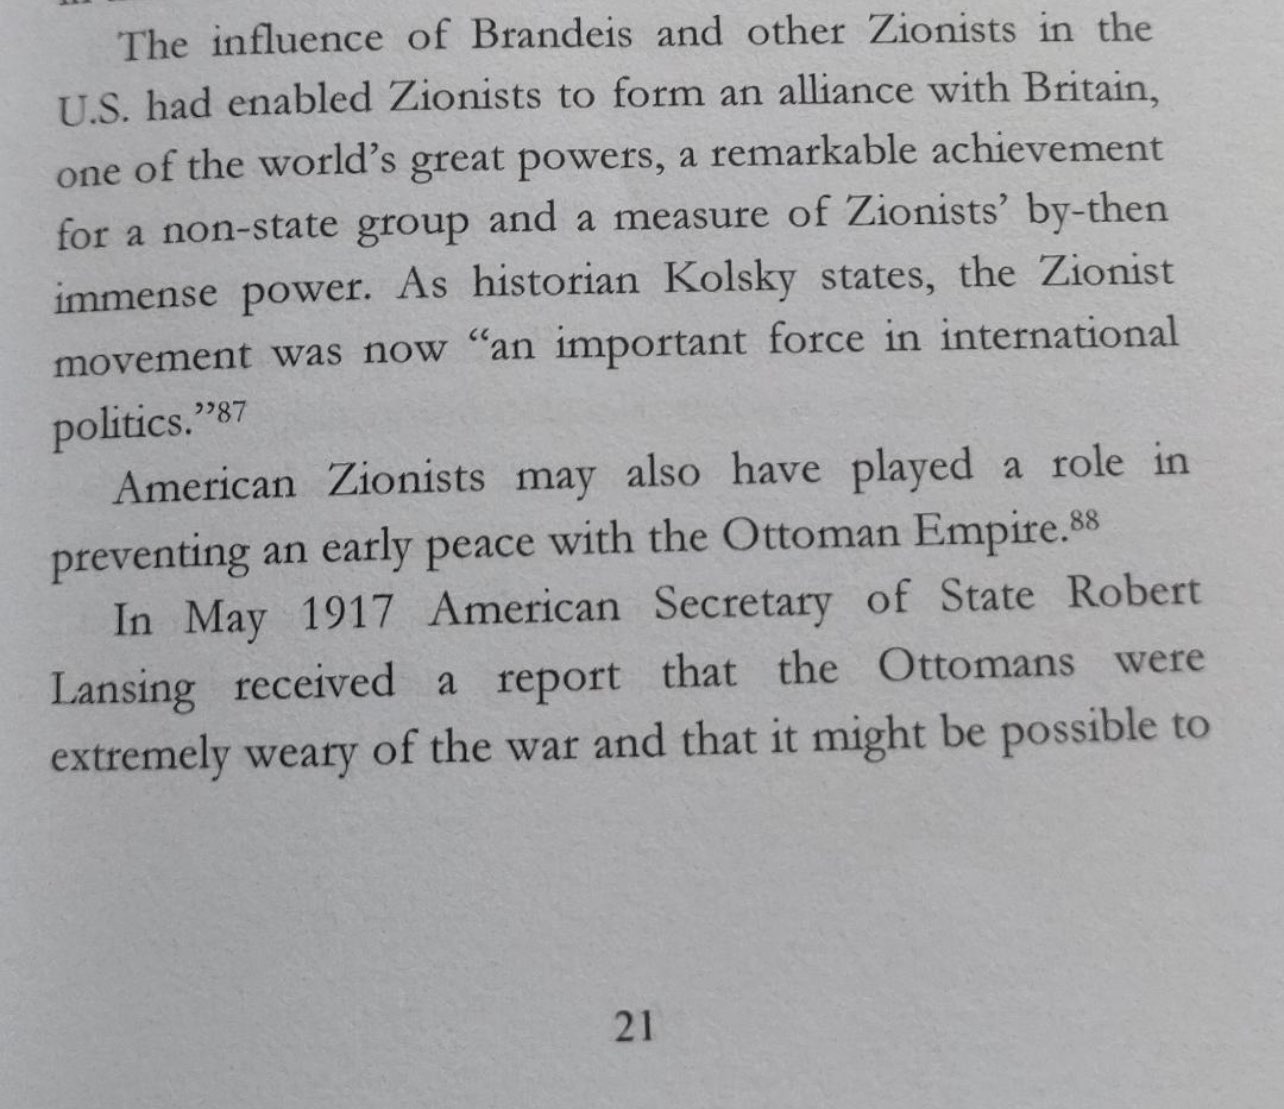 The influence of Brandeis and other Zionists in the
U.S. had enabled Zionists to form an alliance with Britain,
one of the world's great powers, a remarkable achievement
for a non-state group and a measure of Zionists' by-then
immense power. As historian Kolsky states, the Zionist
movement was now "an important force in international
politics."87
American Zionists may also have played a role in
preventing an early peace with the Ottoman Empire.88
In May 1917 American Secretary of State Robert
Lansing received a report that the Ottomans were
extremely weary of the war and that it might be possible to
21